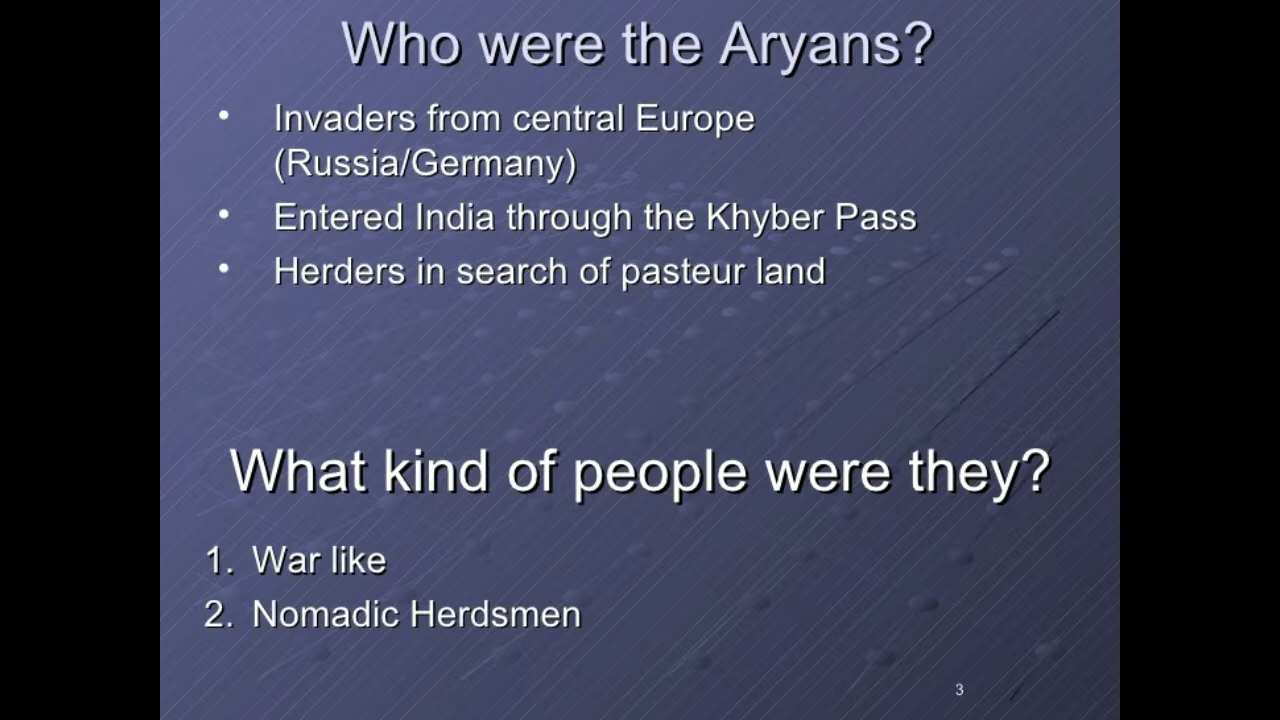 Who were the Aryans?
• Invaders from central Europe
(Russia/Germany)
• Entered India through the Khyber Pass
• Herders in search of pasteur land
What kind of people were they?
1. War like
2. Nomadic Herdsmen
3